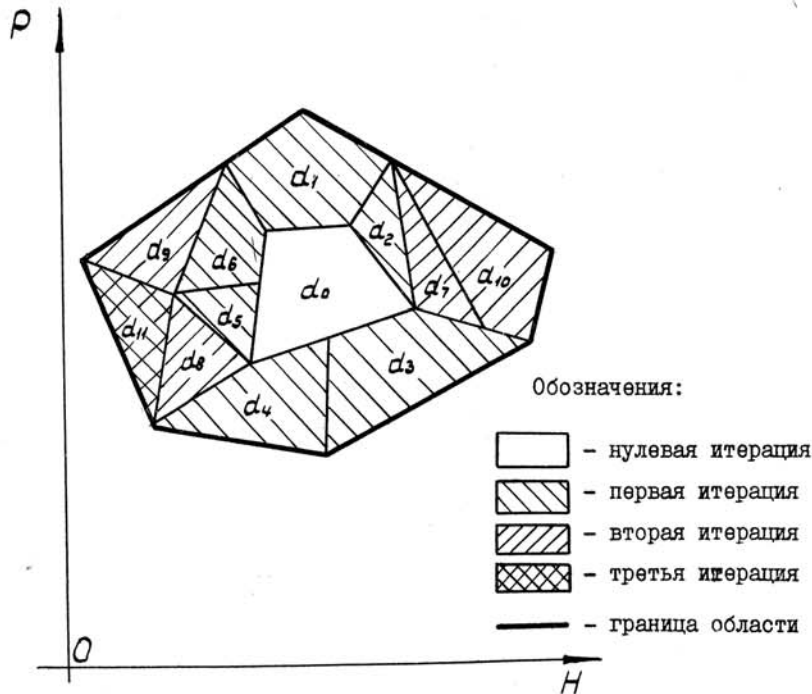 P
d1
d2
d9
d6
d0
d7
d10
d5
d11
d8
d3
d4
Обозначения:
– нулевая итерация
– первая итерация
– вторая итерация
– третья итерация
– граница области
O
H